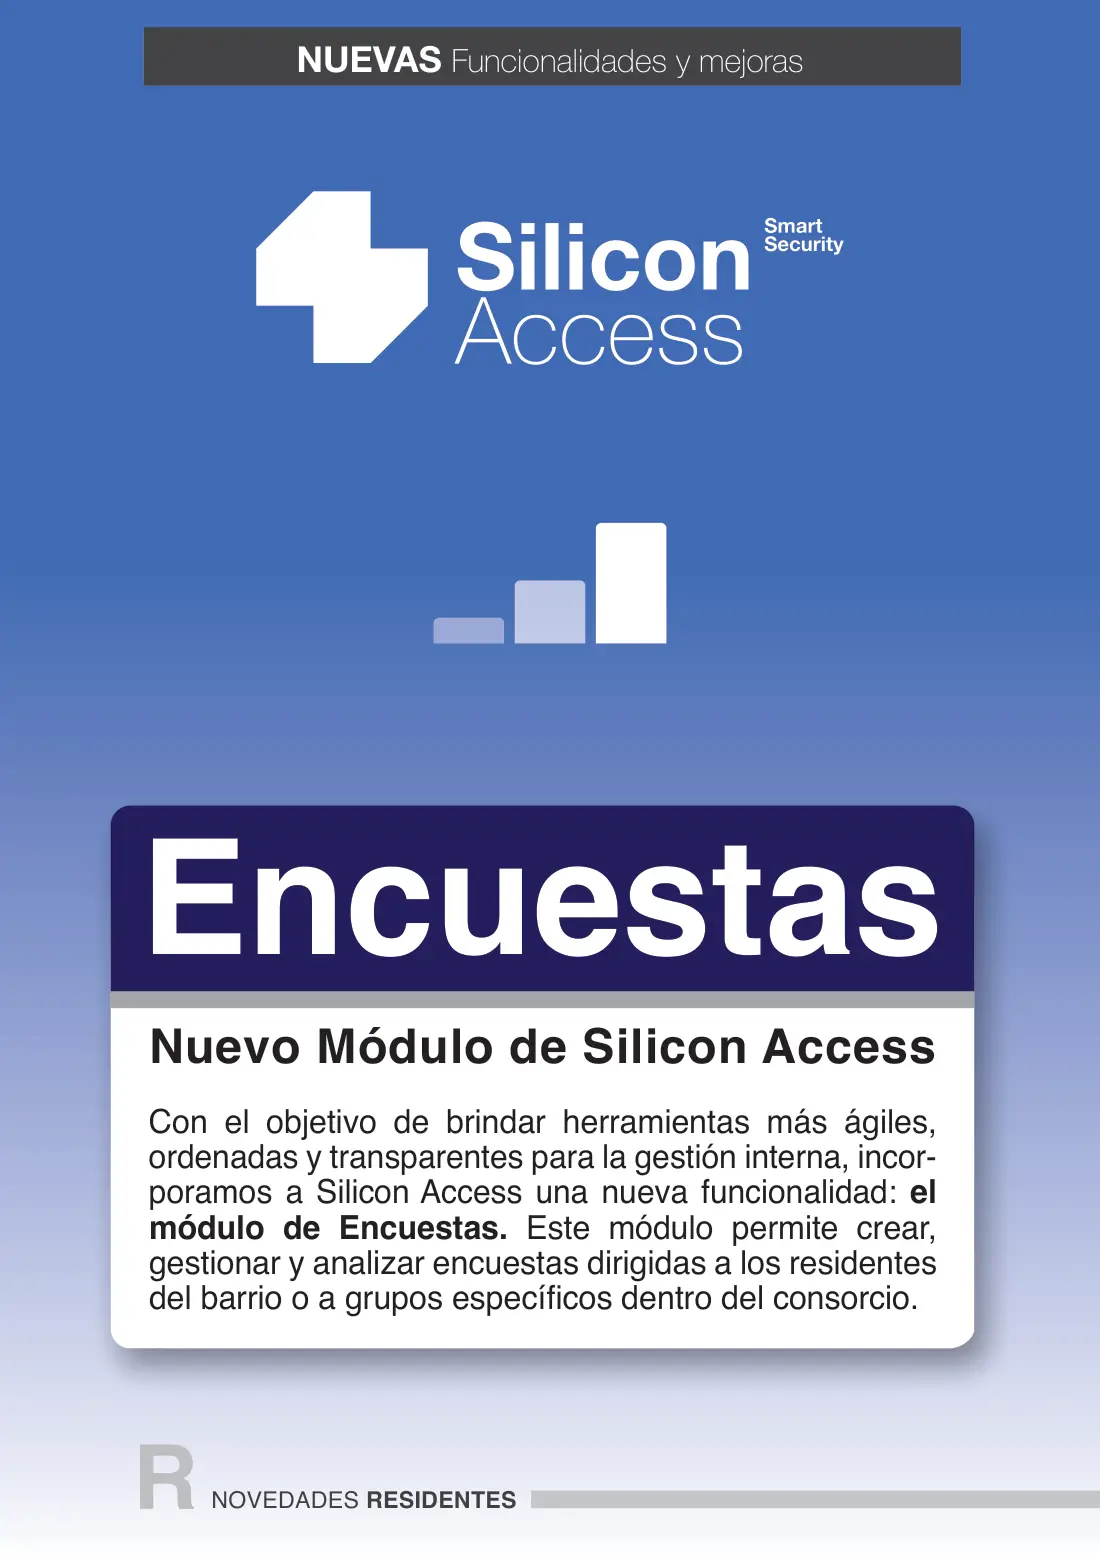 NUEVAS Funcionalidades y mejoras
Silicon
Access
Smart
Security
Encuestas
Nuevo Módulo de Silicon Access
Con el objetivo de brindar herramientas más ágiles,
ordenadas y transparentes para la gestión interna, incor-
poramos a Silicon Access una nueva funcionalidad: el
módulo de Encuestas. Este módulo permite crear,
gestionar y analizar encuestas dirigidas a los residentes
del barrio o a grupos específicos dentro del consorcio.
R
NOVEDADES RESIDENTES